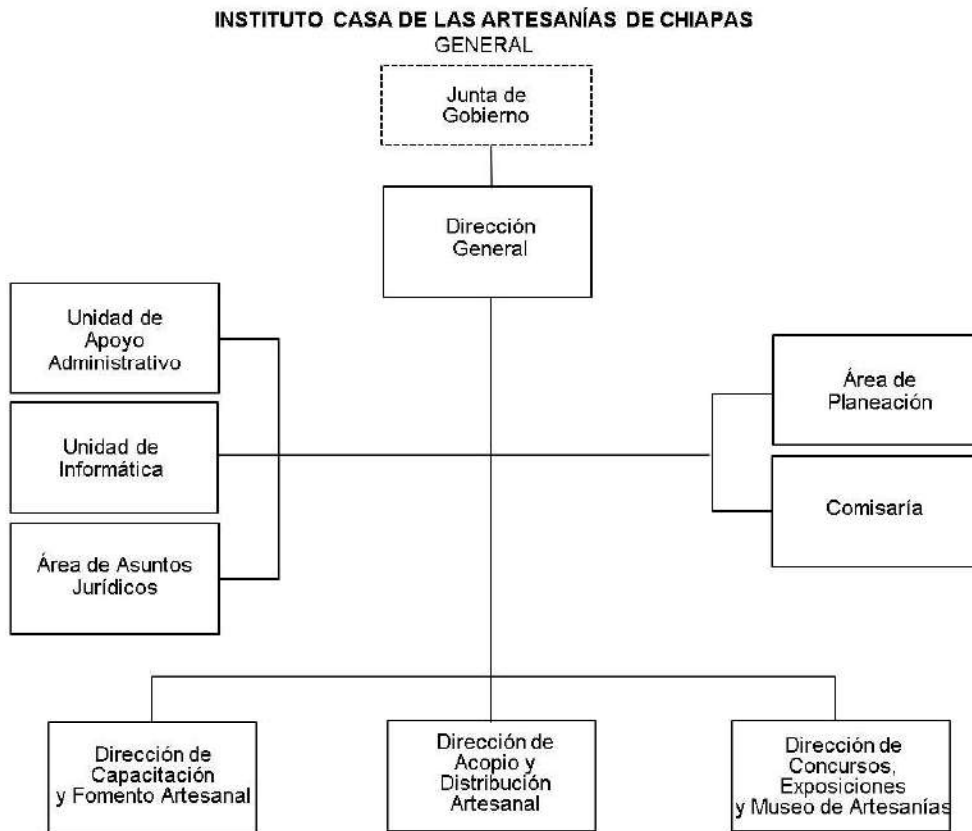 INSTITUTO CASA DE LAS ARTESANÍAS DE CHIAPAS
GENERAL
Junta de
Gobierno
Dirección
General
Unidad de
Apoyo
Administrativo
Unidad de
Informática
Área de Asuntos
Jurídicos
Área de
Planeación
Comisaría
Dirección de
Capacitación
y Fomento Artesanal
Dirección de
Acopio y
Distribución
Artesanal
Dirección de
Concursos,
Exposiciones
y Museo de Artesanías